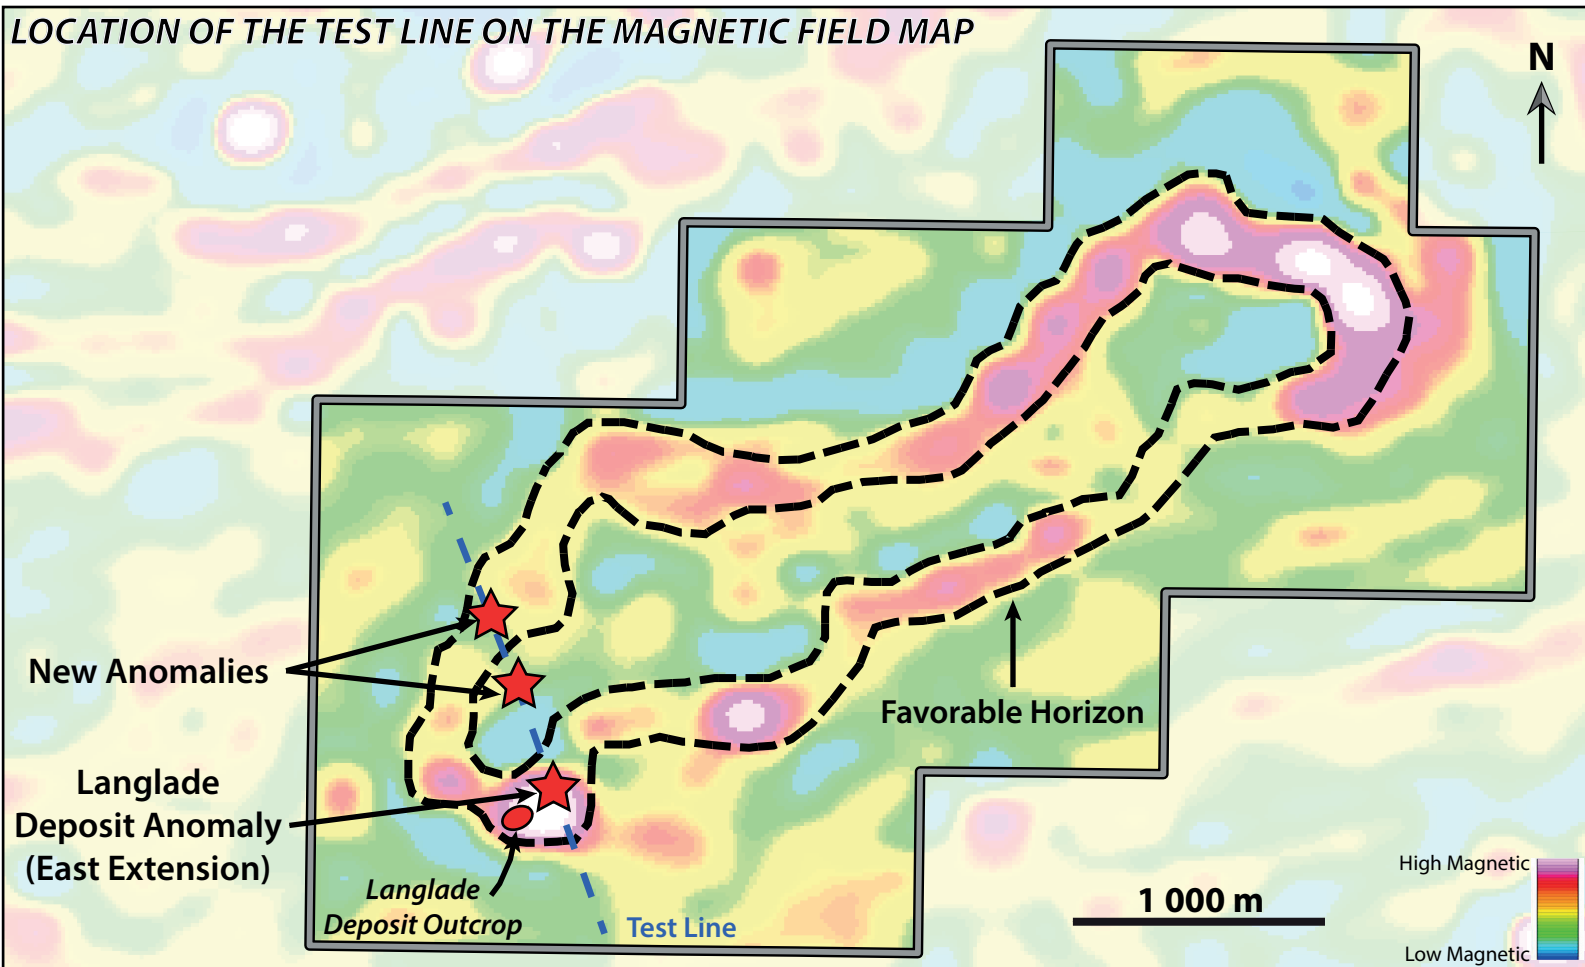 LOCATION OF THE TEST LINE ON THE MAGNETIC FIELD MAP
N
New Anomalies
Favorable Horizon
Langlade
Deposit Anomaly
(East Extension)
Langlade
Deposit Outcrop
Test Line
1 000 m
High Magnetic
Low Magnetic